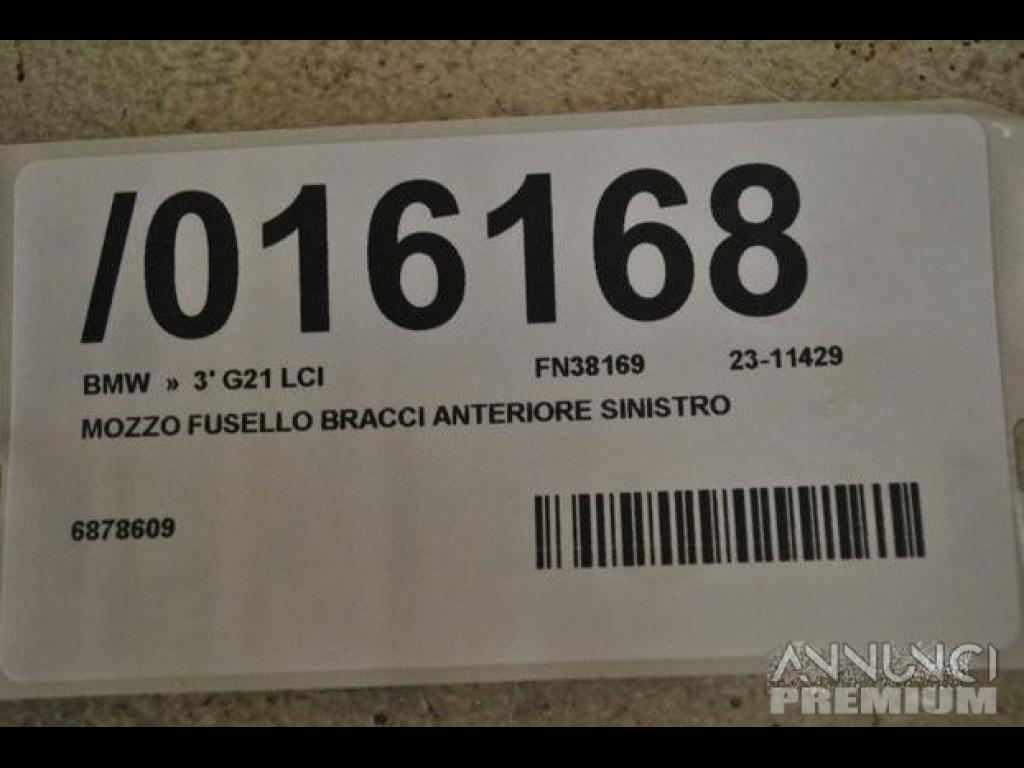 /016168
BMW » 3' G21 LCI FN38169 23-11429
MOZZO FUSELLO BRACCI ANTERIORE SINISTRO
6878609
ANNUNCI
PREMIUM